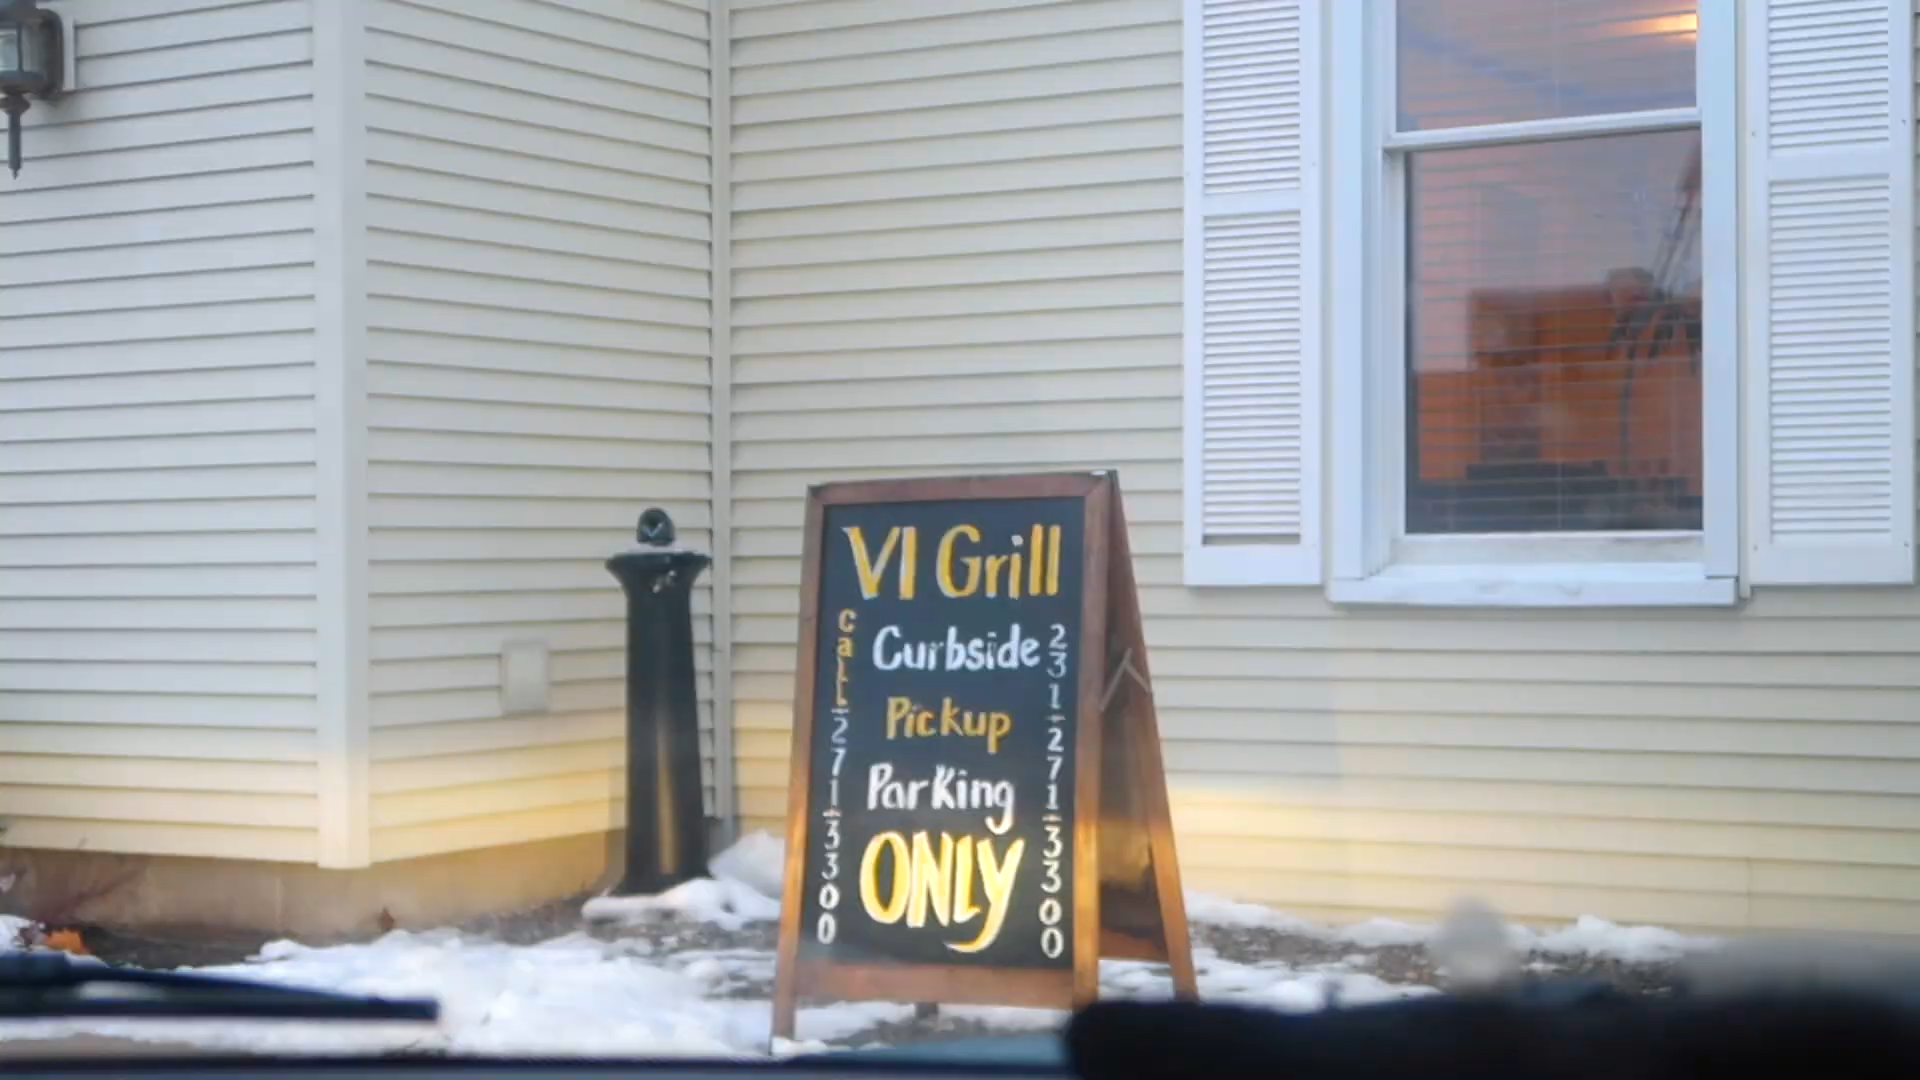 VI Grill
Curbside
Pickup
ParKing
ONLY
call-271-3300
231-271-3300